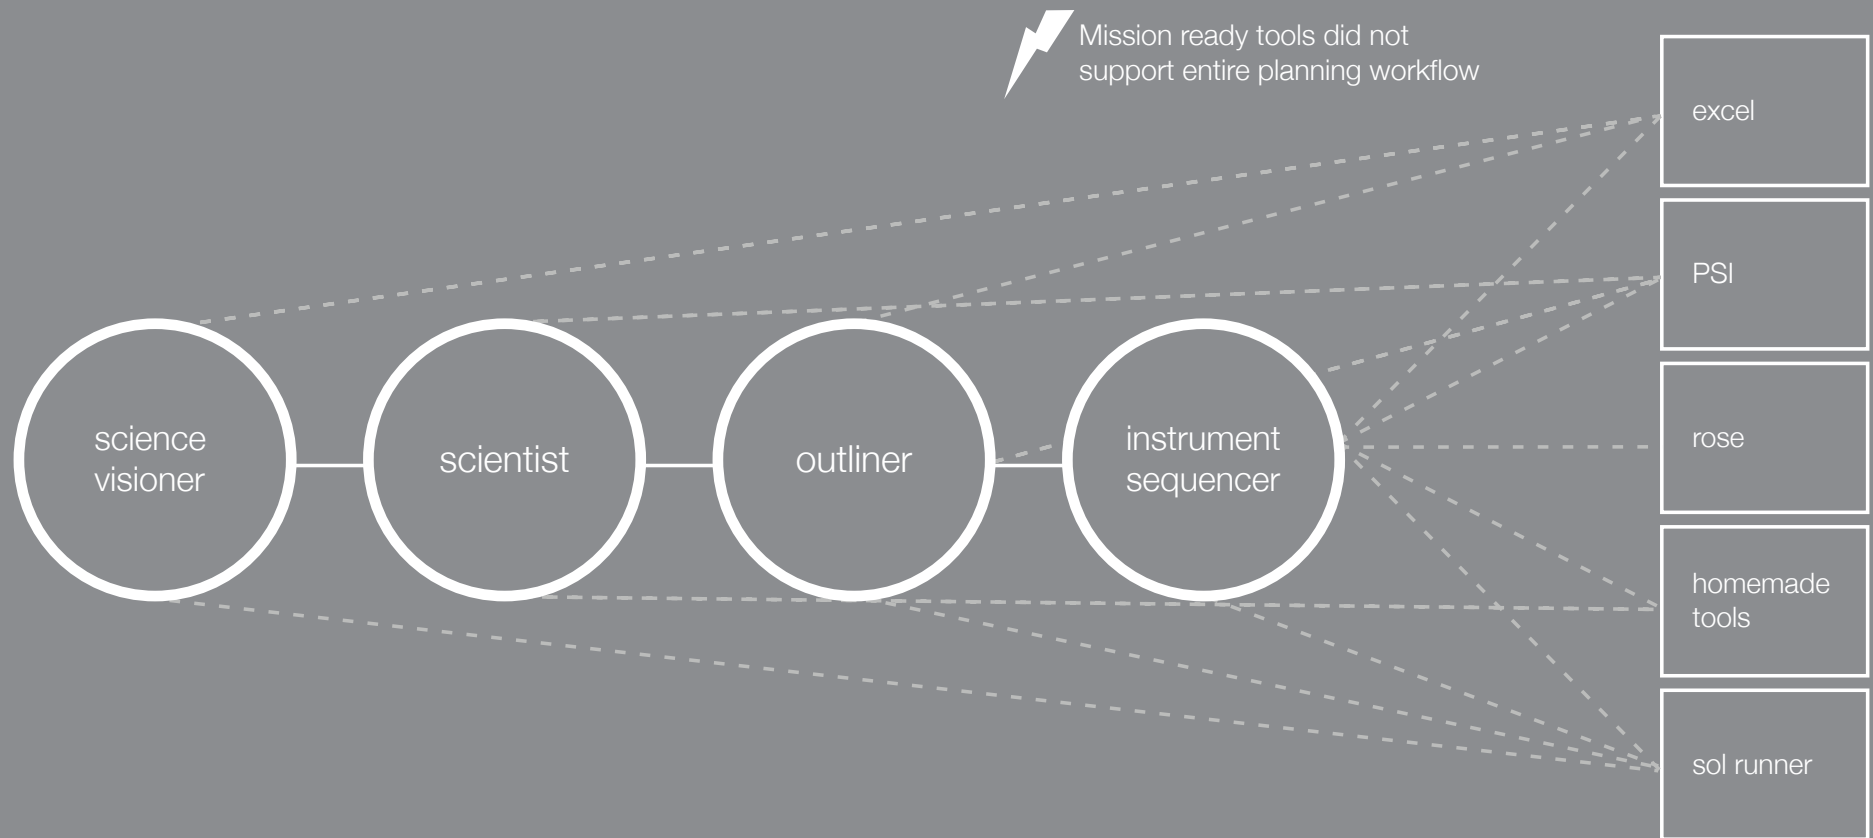 Mission ready tools did not
support entire planning workflow
excel
PSI
rose
homemade
tools
sol runner
science
visioner
scientist
outliner
instrument
sequencer